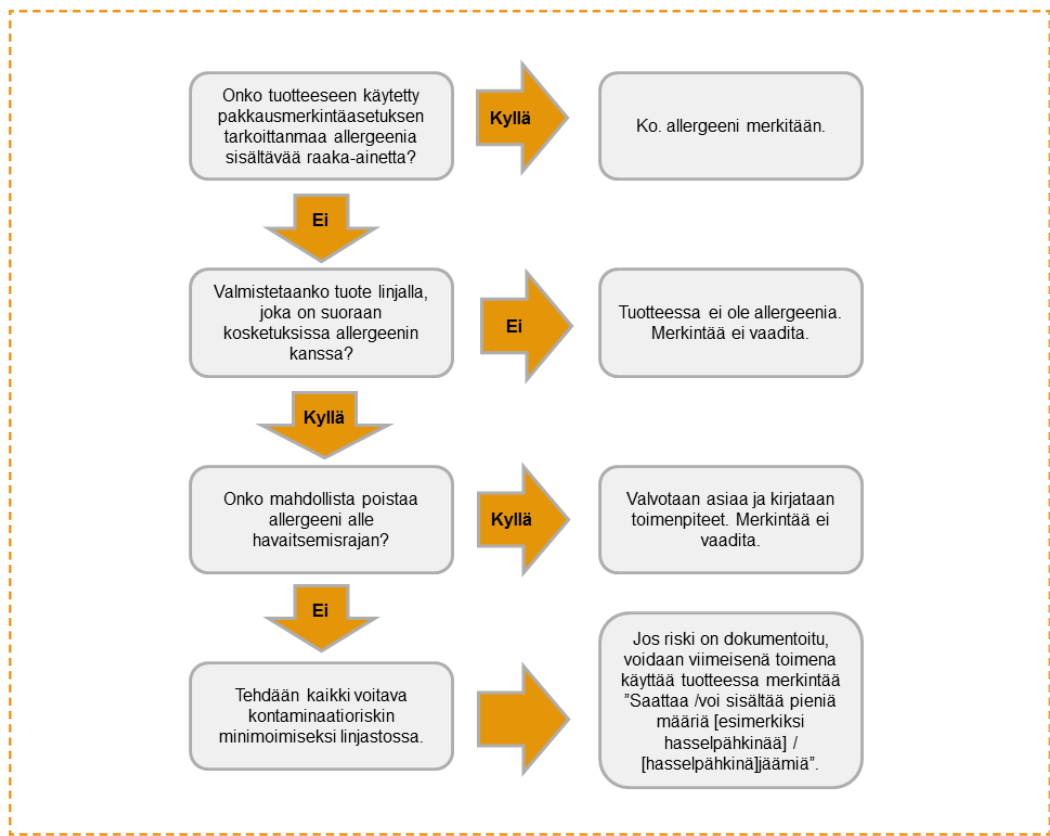 Onko tuotteeseen käytetty
pakkausmerkintäasetuksen
tarkoittanmaa allergeenia
sisältävää raaka-ainetta?
Kyllä
Ko. allergeeni merkitään.
Ei
Valmistetaanko tuote linjalla,
joka on suoraan
kosketuksissa allergeenin
kanssa?
Ei
Tuotteessa ei ole allergeenia.
Merkintää ei vaadita.
Kyllä
Onko mahdollista poistaa
allergeeni alle
havaitsemisrajan?
Kyllä
Valvotaan asiaa ja kirjataan
toimenpiteet. Merkintää ei
vaadita.
Ei
Tehdään kaikki voitava
kontaminaatioriskin
minimoimiseksi linjastossa.
Jos riski on dokumentoitu,
voidaan viimeisenä toimena
käyttää tuotteessa merkintää
”Saattaa /voi sisältää pieniä
määriä [esimerkiksi
hasselpähkinää] /
[hasselpähkinä]jäämiä”.